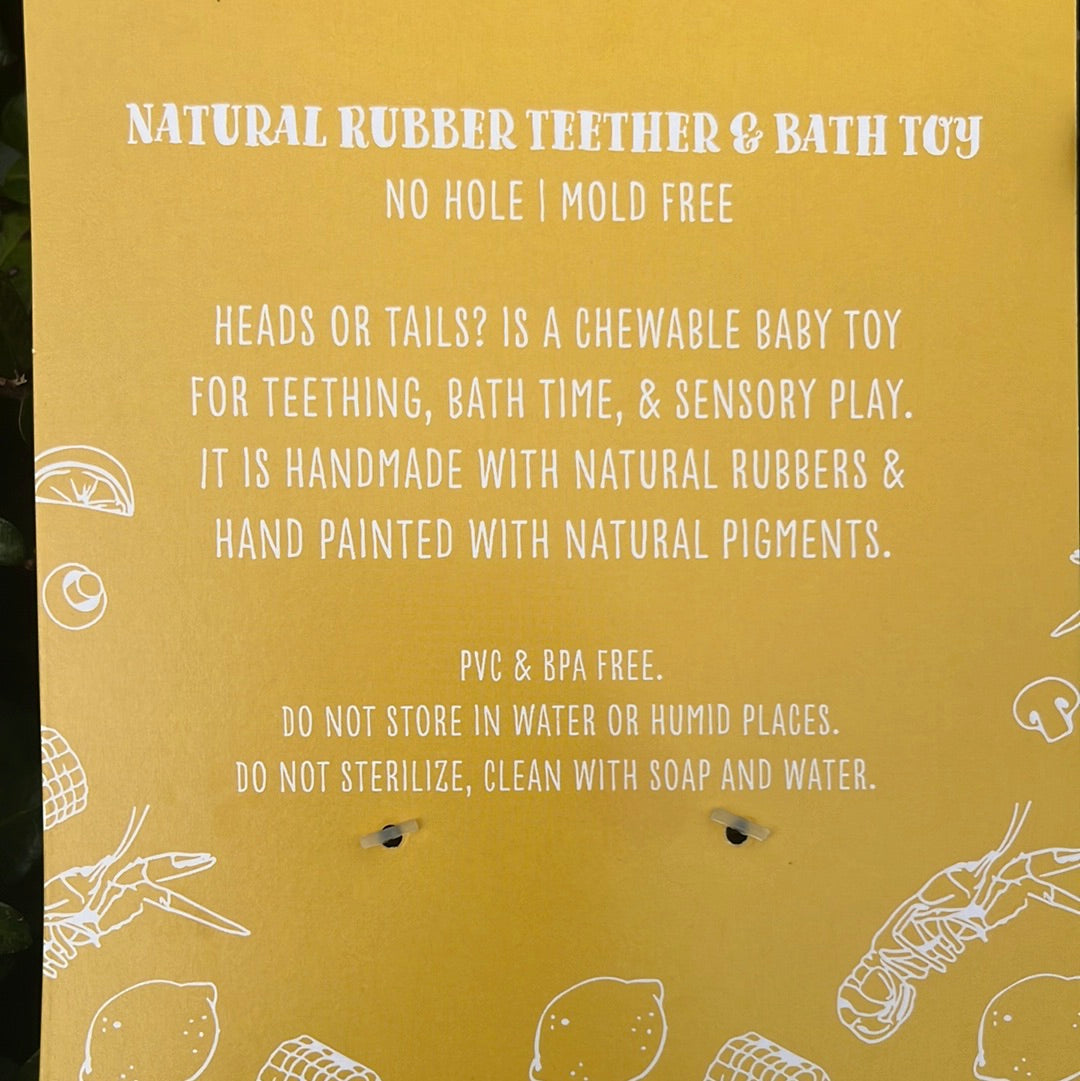 NATURAL RUBBER TEETHER & BATH TOY
NO HOLE | MOLD FREE
HEADS OR TAILS? IS A CHEWABLE BABY TOY
FOR TEETHING, BATH TIME, & SENSORY PLAY.
IT IS HANDMADE WITH NATURAL RUBBERS &
HAND PAINTED WITH NATURAL PIGMENTS.
PVC & BPA FREE.
DO NOT STORE IN WATER OR HUMID PLACES.
DO NOT STERILIZE, CLEAN WITH SOAP AND WATER.